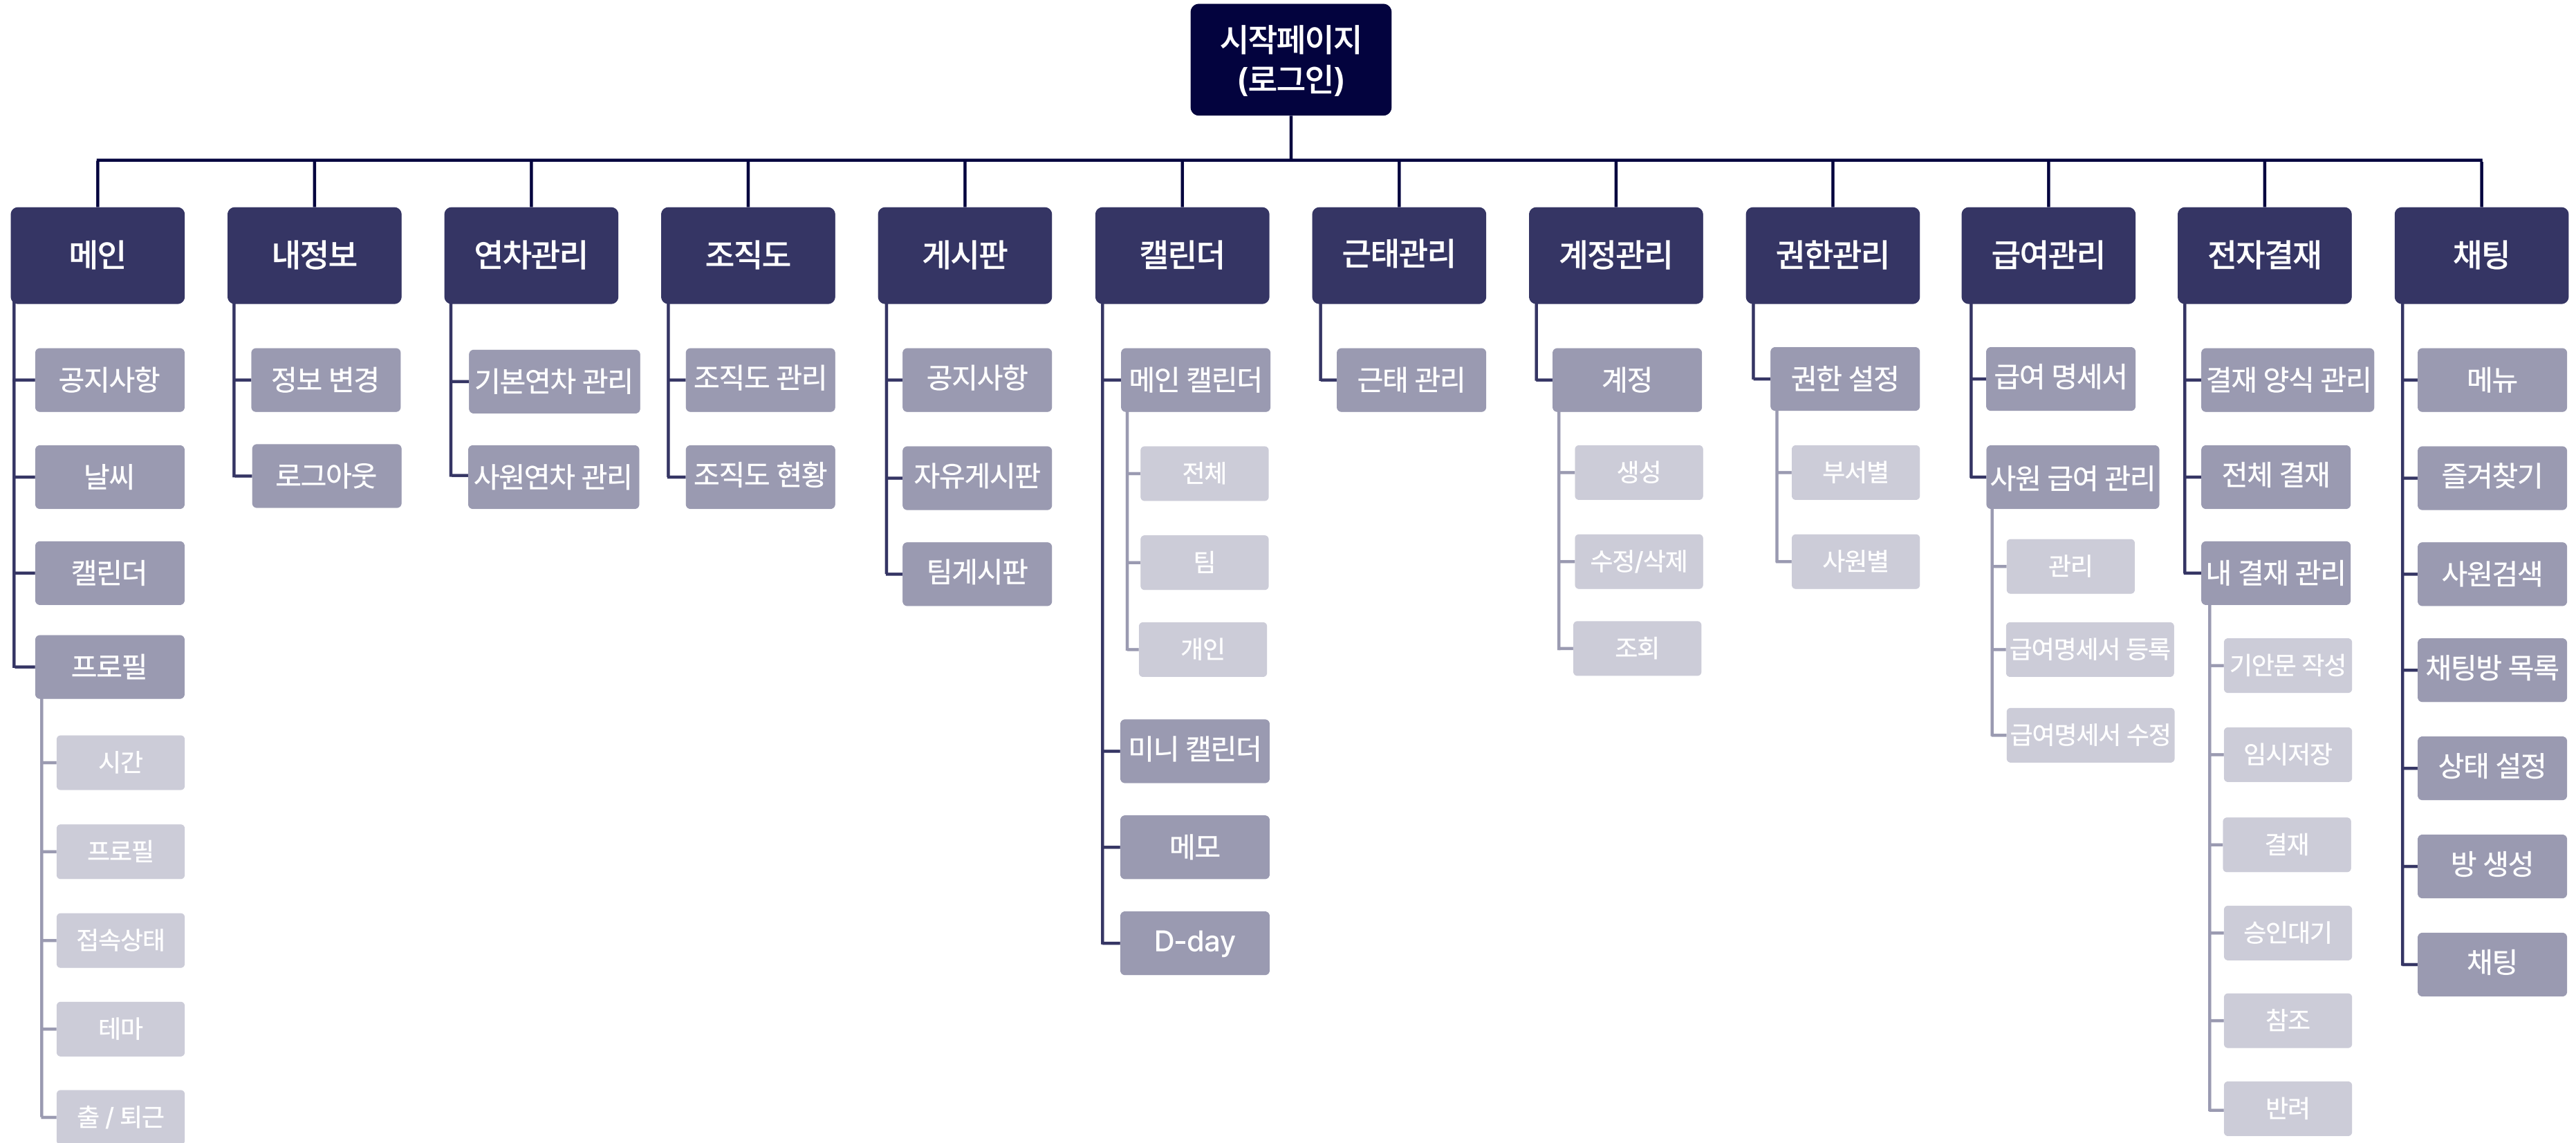 시작페이지
(로그인)
메인
공지사항
날씨
캘린더
프로필
시간
프로필
접속상태
테마
출 / 퇴근
내정보
정보 변경
로그아웃
연차관리
기본연차 관리
사원연차 관리
조직도
조직도 관리
조직도 현황
게시판
공지사항
자유게시판
팀게시판
캘린더
메인 캘린더
전체
팀
개인
미니 캘린더
메모
D-day
근태관리
근태 관리
계정관리
계정
생성
수정/삭제
조회
권한관리
권한 설정
부서별
사원별
급여관리
급여 명세서
사원 급여 관리
관리
급여명세서 등록
급여명세서 수정
전자결재
결재 양식 관리
전체 결재
내 결재 관리
기안문 작성
임시저장
결재
승인대기
참조
반려
채팅
메뉴
즐겨찾기
사원검색
채팅방 목록
상태 설정
방 생성
채팅